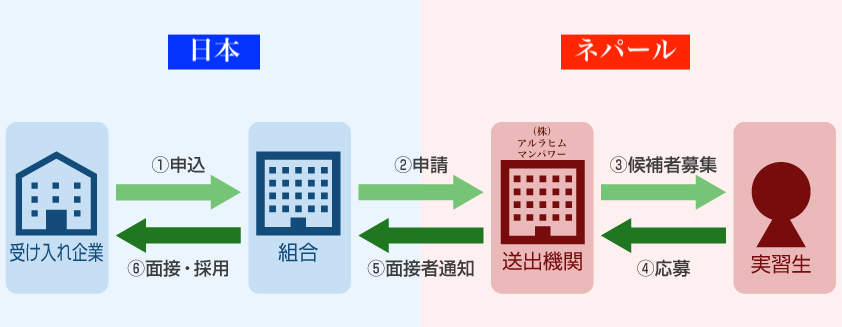 日本
ネパール
(株)
アルラヒム
マンパワー
①申込
②申請
③候補者募集
受け入れ企業
組合
送出機関
実習生
⑥面接・採用
⑤面接者通知
④応募